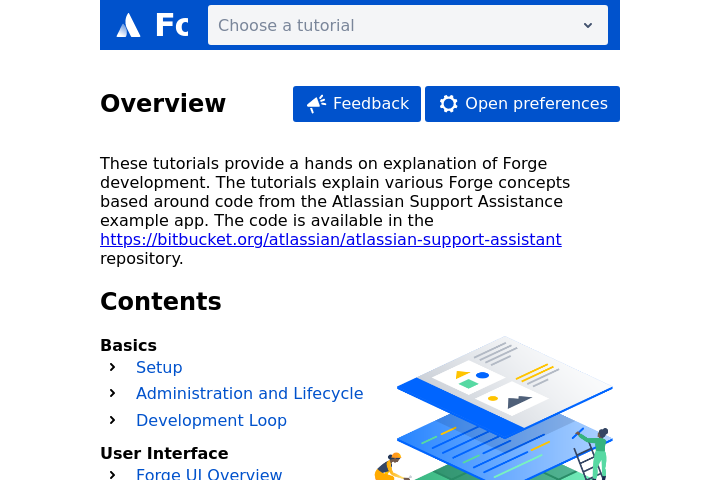 Fo
Choose a tutorial
Overview
Feedback
Open preferences
These tutorials provide a hands on explanation of Forge
development. The tutorials explain various Forge concepts
based around code from the Atlassian Support Assistance
example app. The code is available in the
https://bitbucket.org/atlassian/atlassian-support-assistant
repository.
Contents
Basics
Setup
Administration and Lifecycle
Development Loop
User Interface
Forge UI Overview